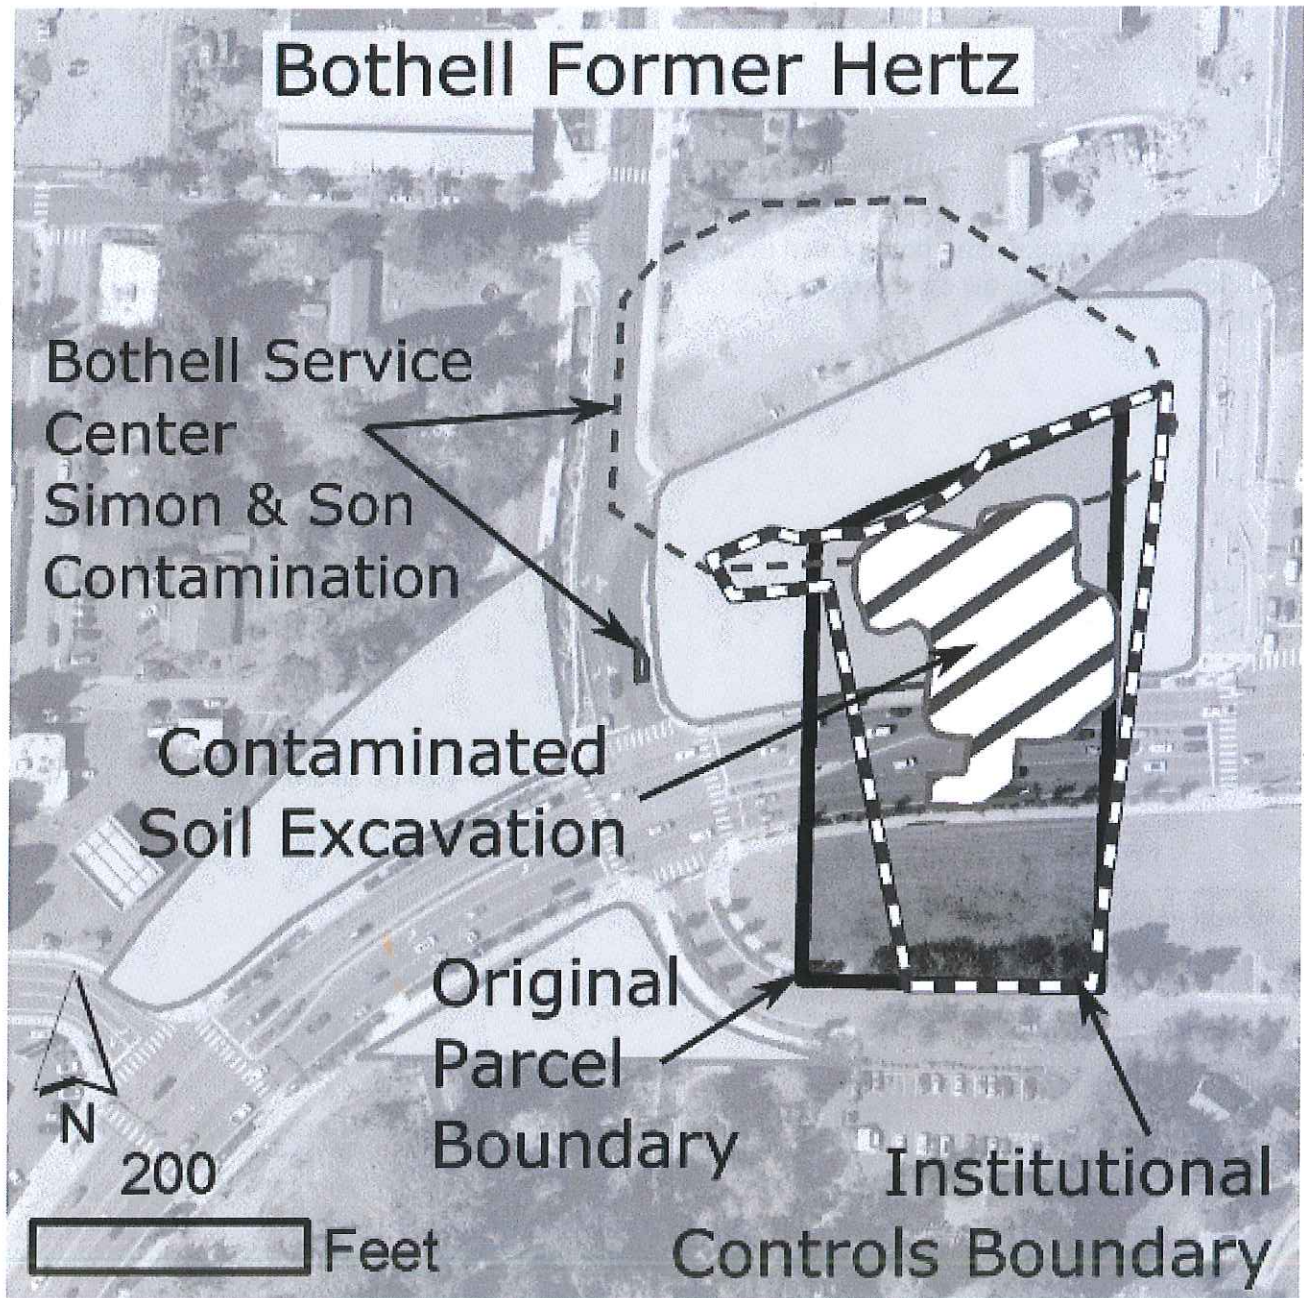 Bothell Former Hertz
Bothell Service
Center
Simon & Son
Contamination
Contaminated
Soil Excavation
Original
Parcel
Boundary
Institutional
Controls Boundary
N
200
Feet